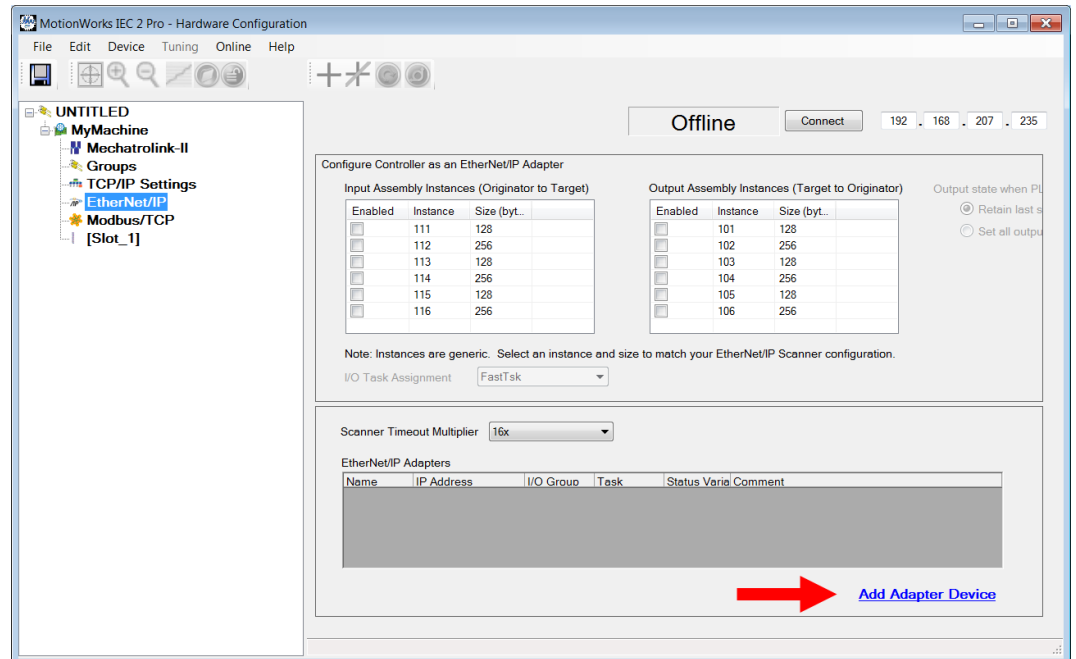 MotionWorks IEC 2 Pro - Hardware Configuration
File Edit Device Tuning Online Help
UNTITLED
MyMachine
Mechatrolink-II
Groups
TCP/IP Settings
EtherNet/IP
Modbus/TCP
[Slot_1]
Offline Connect 192 . 168 . 207 . 235
Configure Controller as an EtherNet/IP Adapter
Input Assembly Instances (Originator to Target)
Enabled Instance Size (byt...
111 128
112 256
113 128
114 256
115 128
116 256
Output Assembly Instances (Target to Originator)
Enabled Instance Size (byt...
101 128
102 256
103 128
104 256
105 128
106 256
Output state when PL
Retain last s
Set all outpu
Note: Instances are generic. Select an instance and size to match your EtherNet/IP Scanner configuration.
I/O Task Assignment FastTsk
Scanner Timeout Multiplier 16x
EtherNet/IP Adapters
Name IP Address I/O Group Task Status Varia Comment
Add Adapter Device